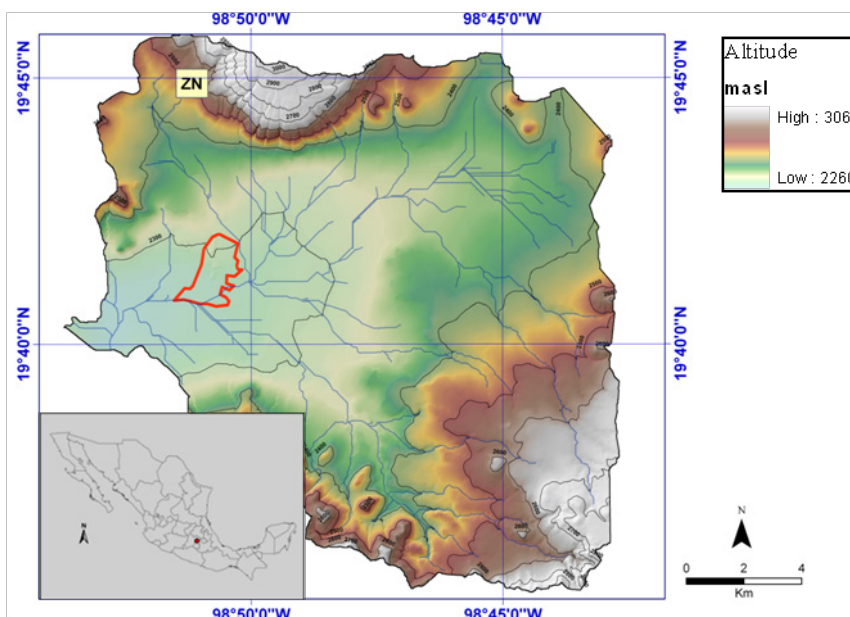 98°50'0"W 98°45'0"W
19°45'0"N 19°45'0"N
ZN
Altitude
masl
High : 306
Low : 2260
2300
19°40'0"N 19°40'0"N
N
N
0 2 4
Km
98°50'0"W 98°45'0"W